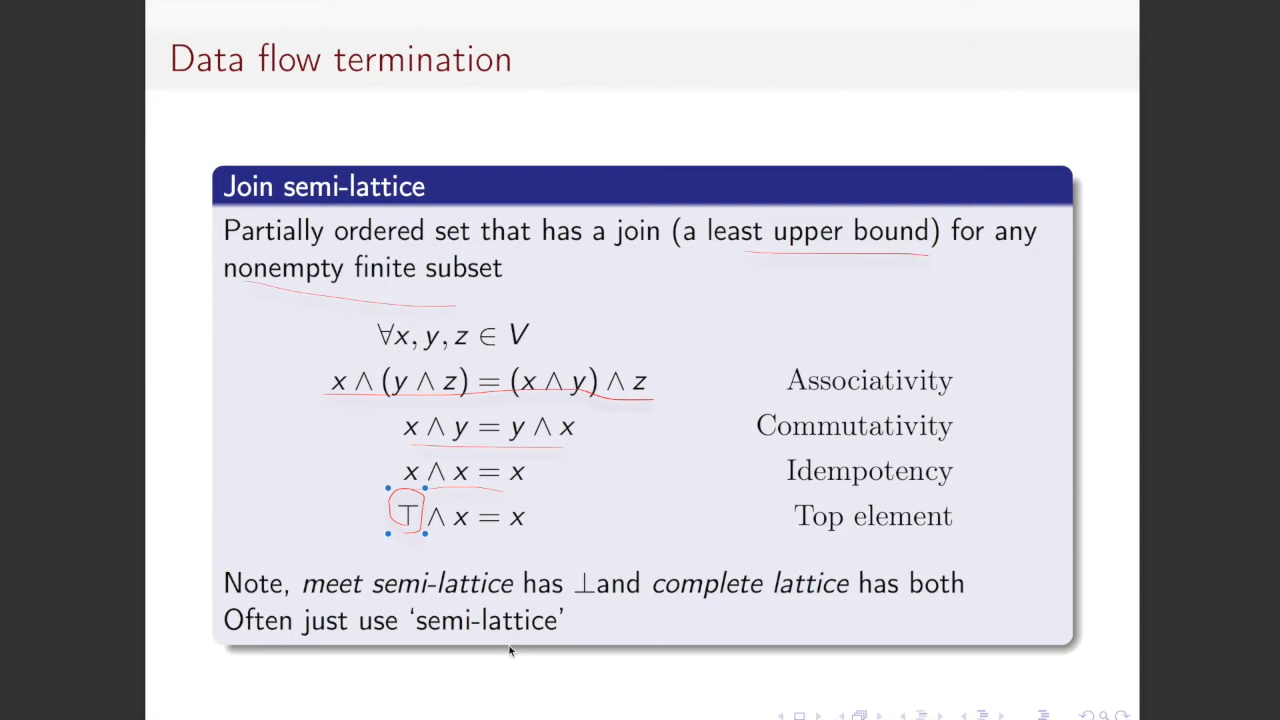 Data flow termination
Join semi-lattice
Partially ordered set that has a join (a least upper bound) for any
nonempty finite subset
∀x, y, z ∈ V
x ∧ (y ∧ z) = (x ∧ y) ∧ z Associativity
x ∧ y = y ∧ x Commutativity
x ∧ x = x Idempotency
⊤ ∧ x = x Top element
Note, meet semi-lattice has ⊥and complete lattice has both
Often just use ‘semi-lattice’